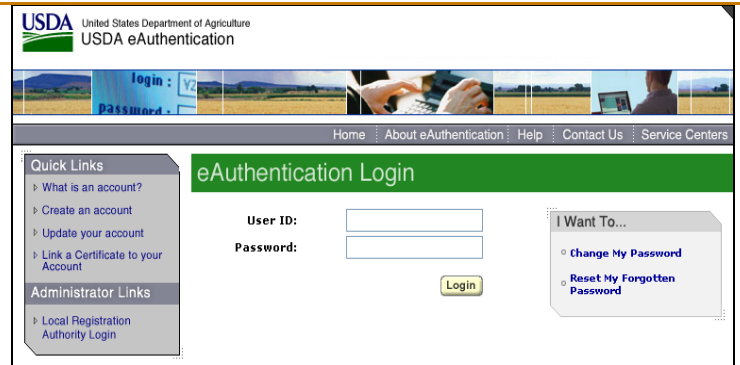 USDA United States Department of Agriculture
USDA eAuthentication
login : YZ
password :
Home About eAuthentication Help Contact Us Service Centers
Quick Links
What is an account?
Create an account
Update your account
Link a Certificate to your
Account
Administrator Links
Local Registration
Authority Login
eAuthentication Login
User ID:
Password:
Login
I Want To...
Change My Password
Reset My Forgotten
Password